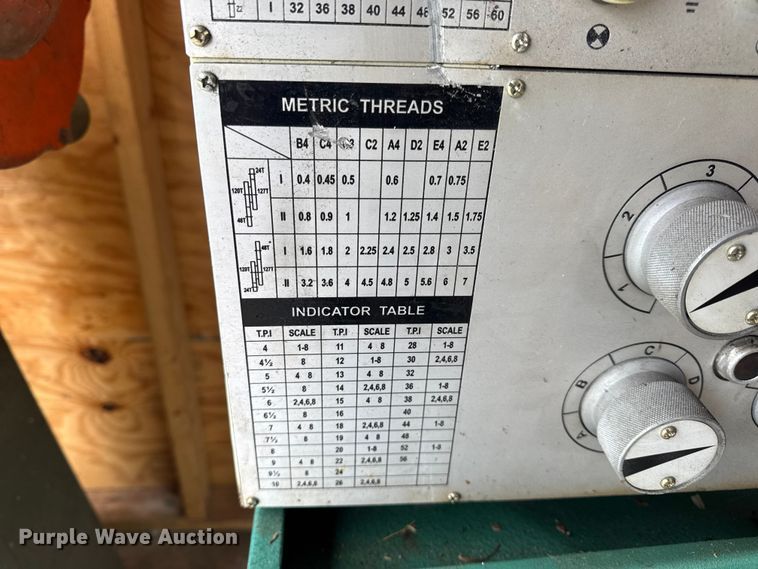 I 32 36 38 40 44 48 52 56 60
METRIC THREADS
B4 C4 C2 A4 D2 E4 A2 E2
24T 120T 127T 48T I 0.4 0.45 0.5 0.6 0.7 0.75
II 0.8 0.9 1 1.2 1.25 1.4 1.5 1.75
48T 120T 127T 24T I 1.6 1.8 2 2.25 2.4 2.5 2.8 3 3.5
II 3.2 3.6 4 4.5 4.8 5 5.6 6 7
INDICATOR TABLE
T.P.I SCALE T.P.I SCALE T.P.I SCALE
4 1-8 11 4 8 28 1-8
4½ 8 12 1-8 30 2,4,6,8
5 4 8 13 4 8 32
5½ 8 14 2,4,6,8 36 1-8
6 2,4,6,8 15 4 8 38 2,4,6,8
6½ 8 16 40
7 4 8 18 2,4,6,8 44 1-8
7½ 8 19 4 8 48
8 20 1-8 52 1-8
9 4 8 22 2,4,6,8 56
9½ 8 24
10 2,4,6,8 26 2,4,6,8
1 2 3
A B C D
Purple Wave Auction